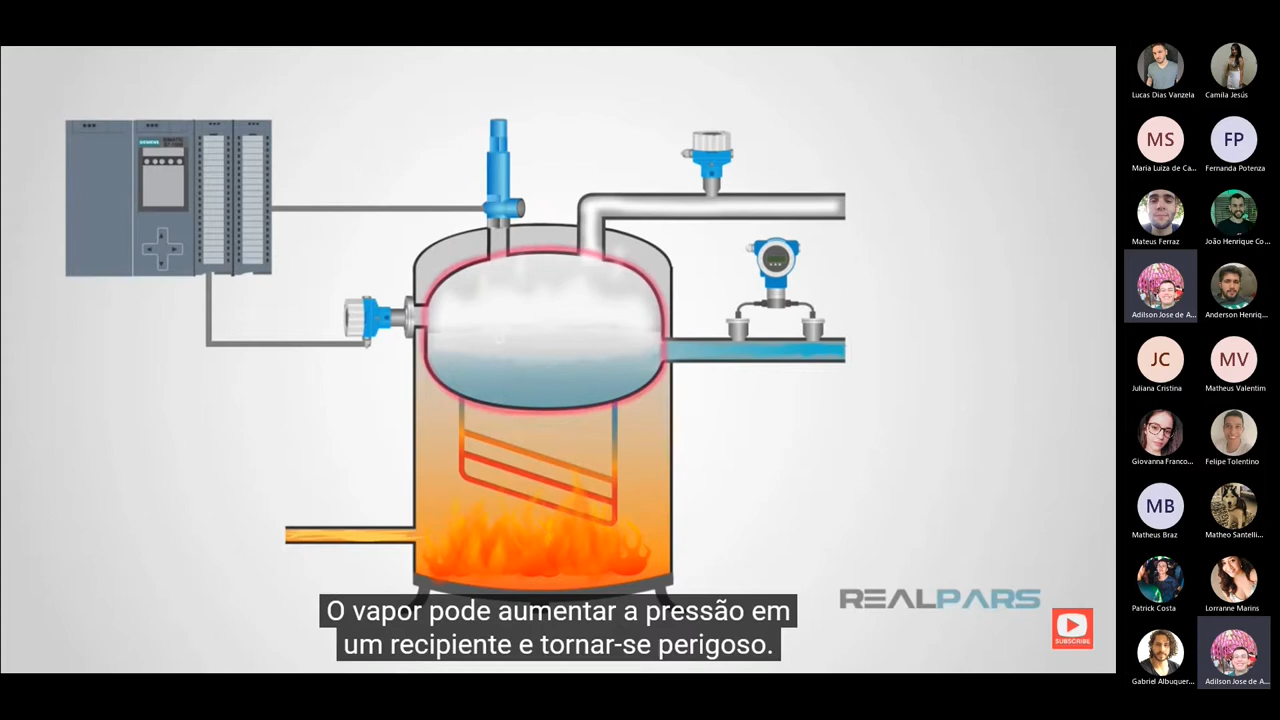 SIEMENS
O vapor pode aumentar a pressão em
um recipiente e tornar-se perigoso.
REALPARS
SUBSCRIBE
Lucas Dias Vanzela
Camila Jesús
MS
Maria Luiza de Ca...
FP
Fernanda Potenza
Mateus Ferraz
João Henrique Co...
Adilson Jose de A...
Anderson Henriq...
JC
Juliana Cristina
MV
Matheus Valentim
Giovanna Franco...
Felipe Tolentino
MB
Matheus Braz
Matheo Santelli...
Patrick Costa
Lorranne Marins
Gabriel Albuquer...
Adilson Jose de A...